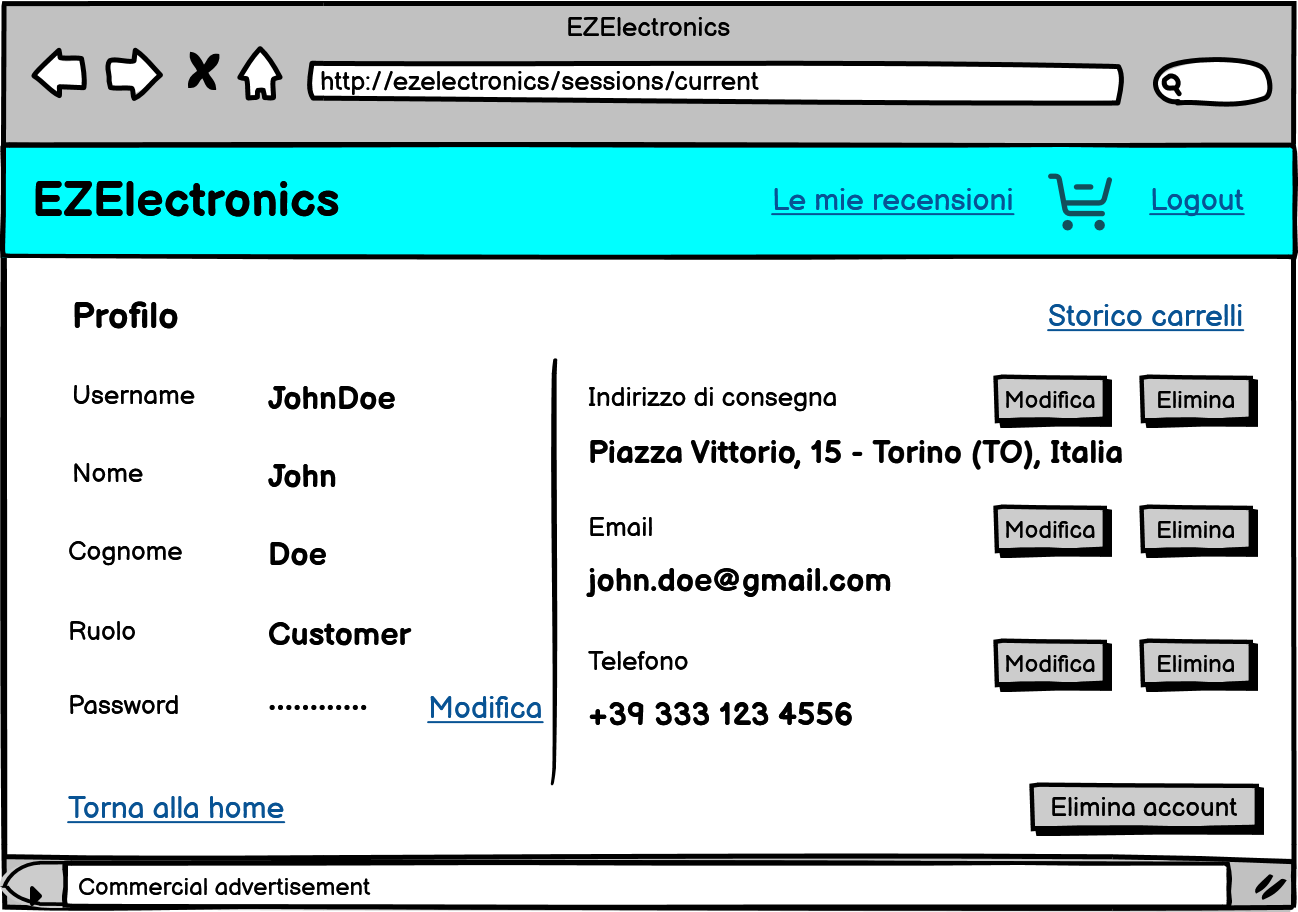 EZElectronics
http://ezelectronics/sessions/current
EZElectronics
Le mie recensioni
Logout
Profilo
Storico carrelli
Username
JohnDoe
Nome
John
Cognome
Doe
Ruolo
Customer
Password
••••••••••••
Modifica
Indirizzo di consegna
Modifica
Elimina
Piazza Vittorio, 15 - Torino (TO), Italia
Email
Modifica
Elimina
john.doe@gmail.com
Telefono
Modifica
Elimina
+39 333 123 4556
Torna alla home
Elimina account
Commercial advertisement